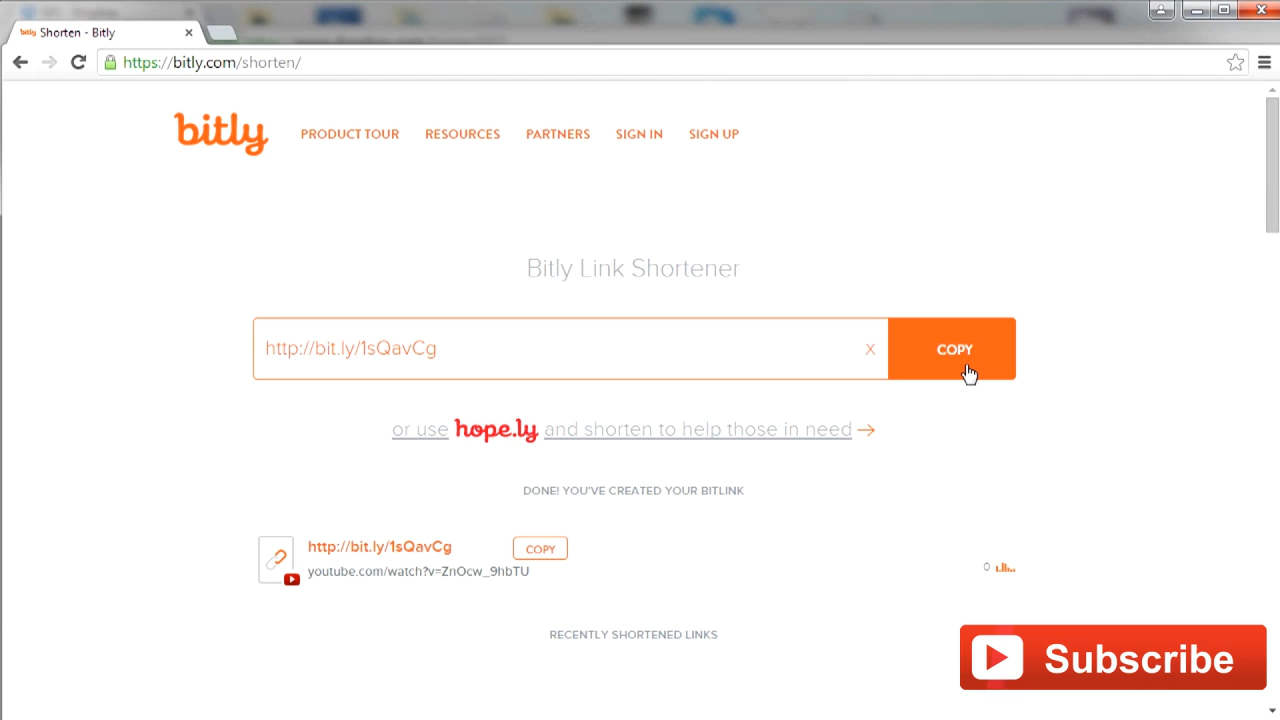 bitly Shorten - Bitly
https://bitly.com/shorten/
bitly PRODUCT TOUR RESOURCES PARTNERS SIGN IN SIGN UP
Bitly Link Shortener
http://bit.ly/1sQavCg X COPY
or use hope.ly and shorten to help those in need →
DONE! YOU'VE CREATED YOUR BITLINK
http://bit.ly/1sQavCg COPY
youtube.com/watch?v=ZnOcw_9hbTU 0
RECENTLY SHORTENED LINKS
Subscribe